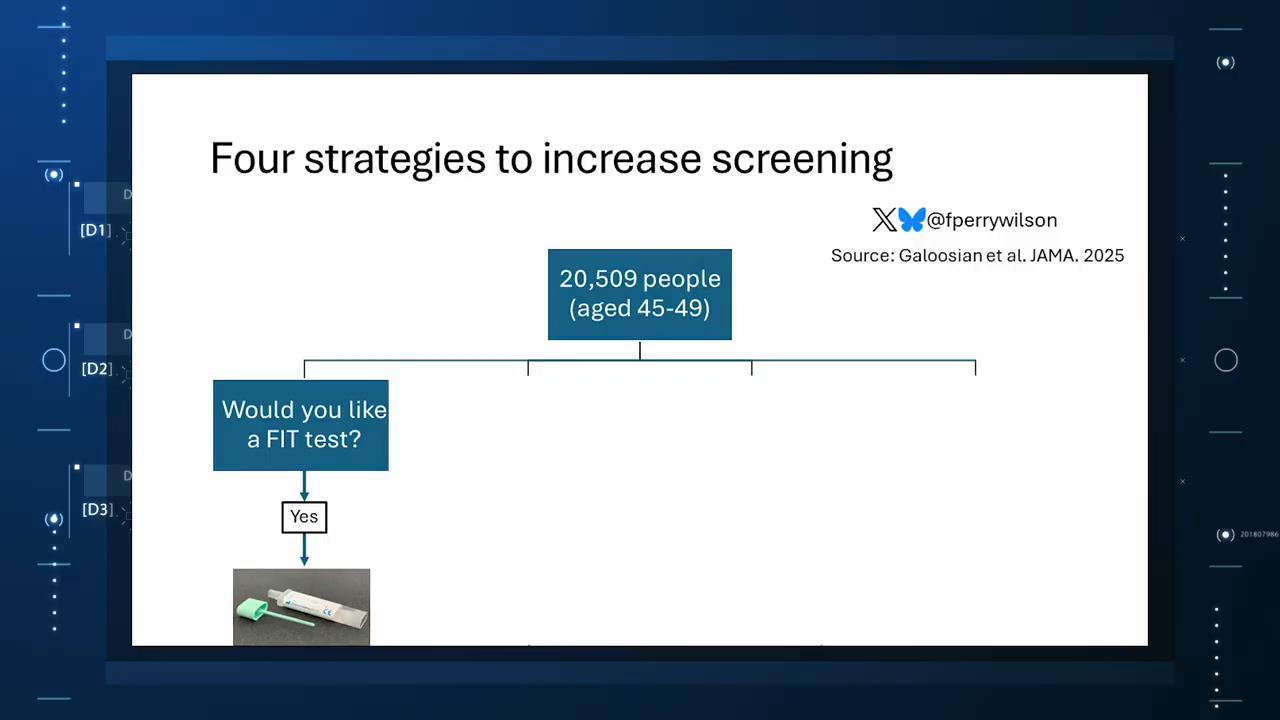 Four strategies to increase screening
@fperrywilson
Source: Galoosian et al. JAMA. 2025
20,509 people
(aged 45-49)
Would you like
a FIT test?
Yes
[D1]
[D2]
[D3]
D
D
D
201807986